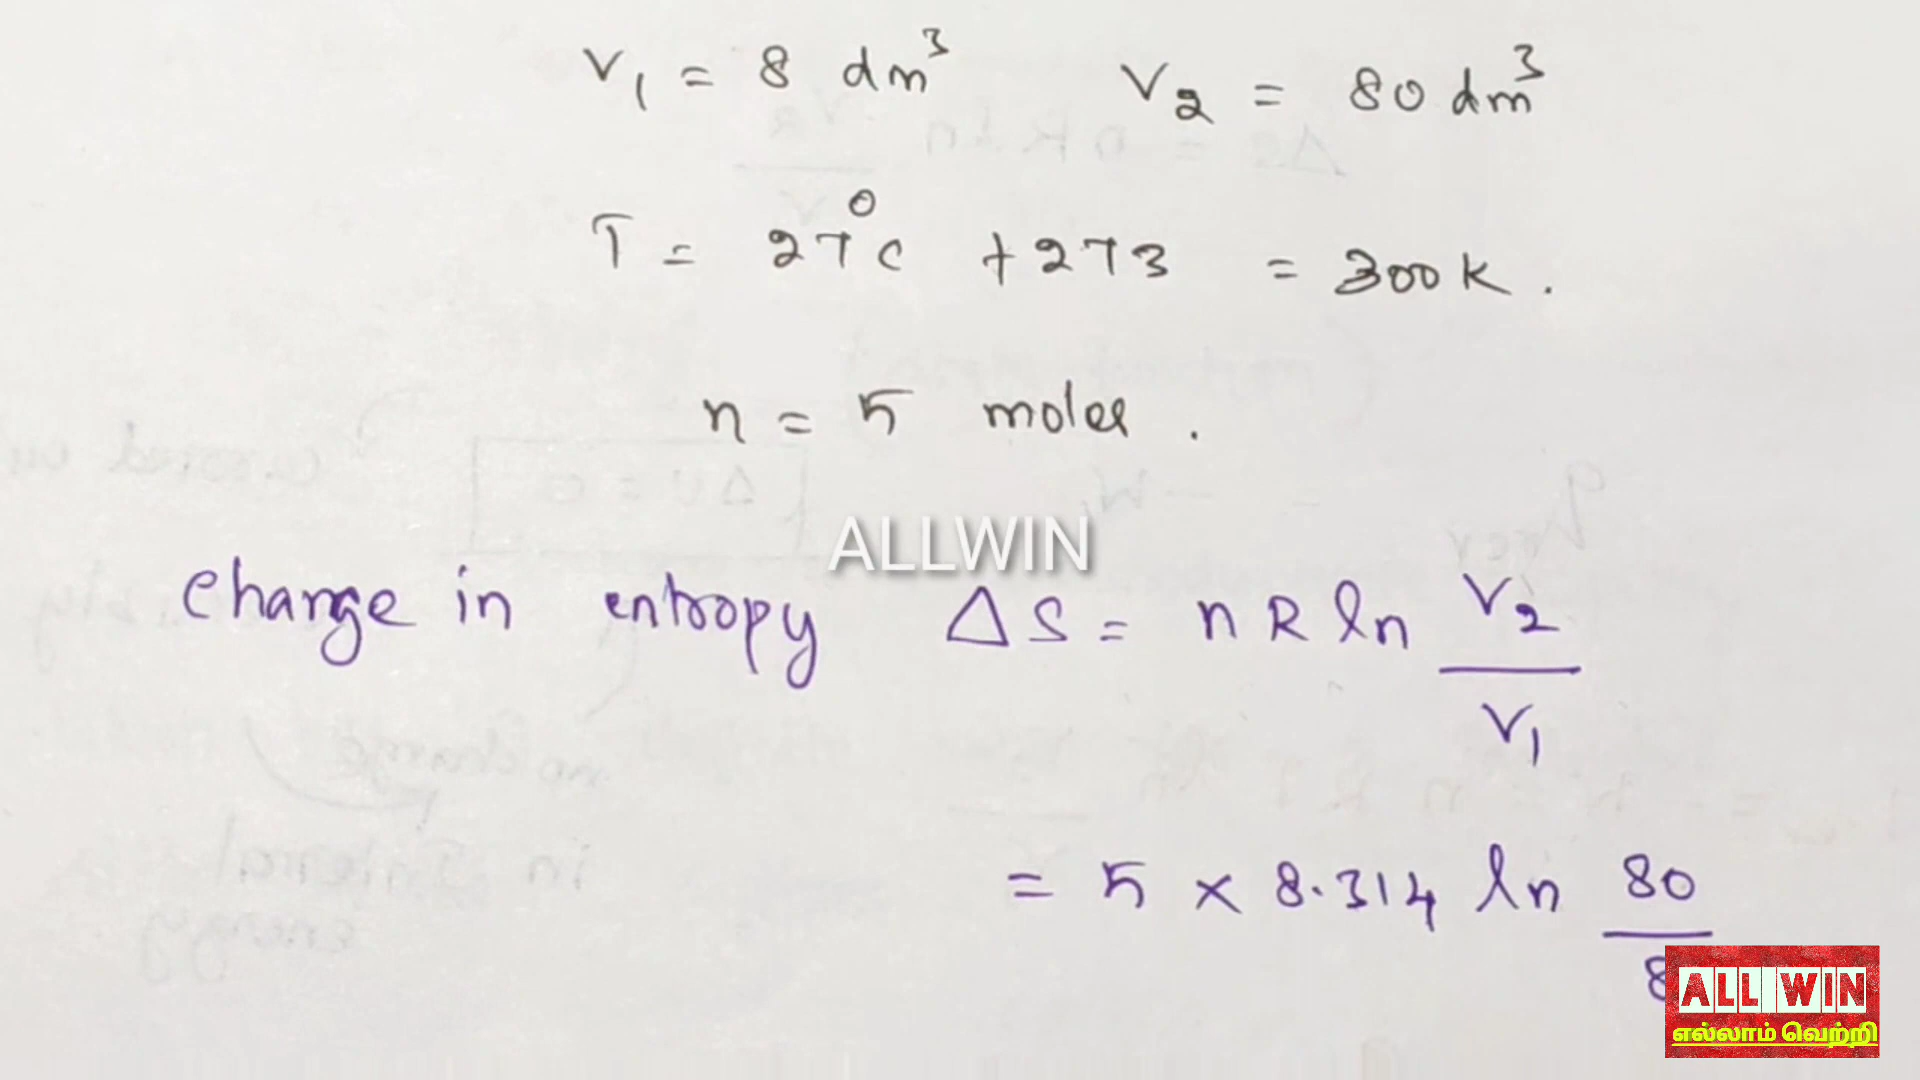 V₁ = 8 dm³ V₂ = 80 dm³
T = 27°C + 273 = 300 K.
n = 5 moles.
ALLWIN
Change in entropy ΔS = nR ln V₂/V₁
= 5 × 8.314 ln 80/8
ALL WIN
எல்லாம் வெற்றி